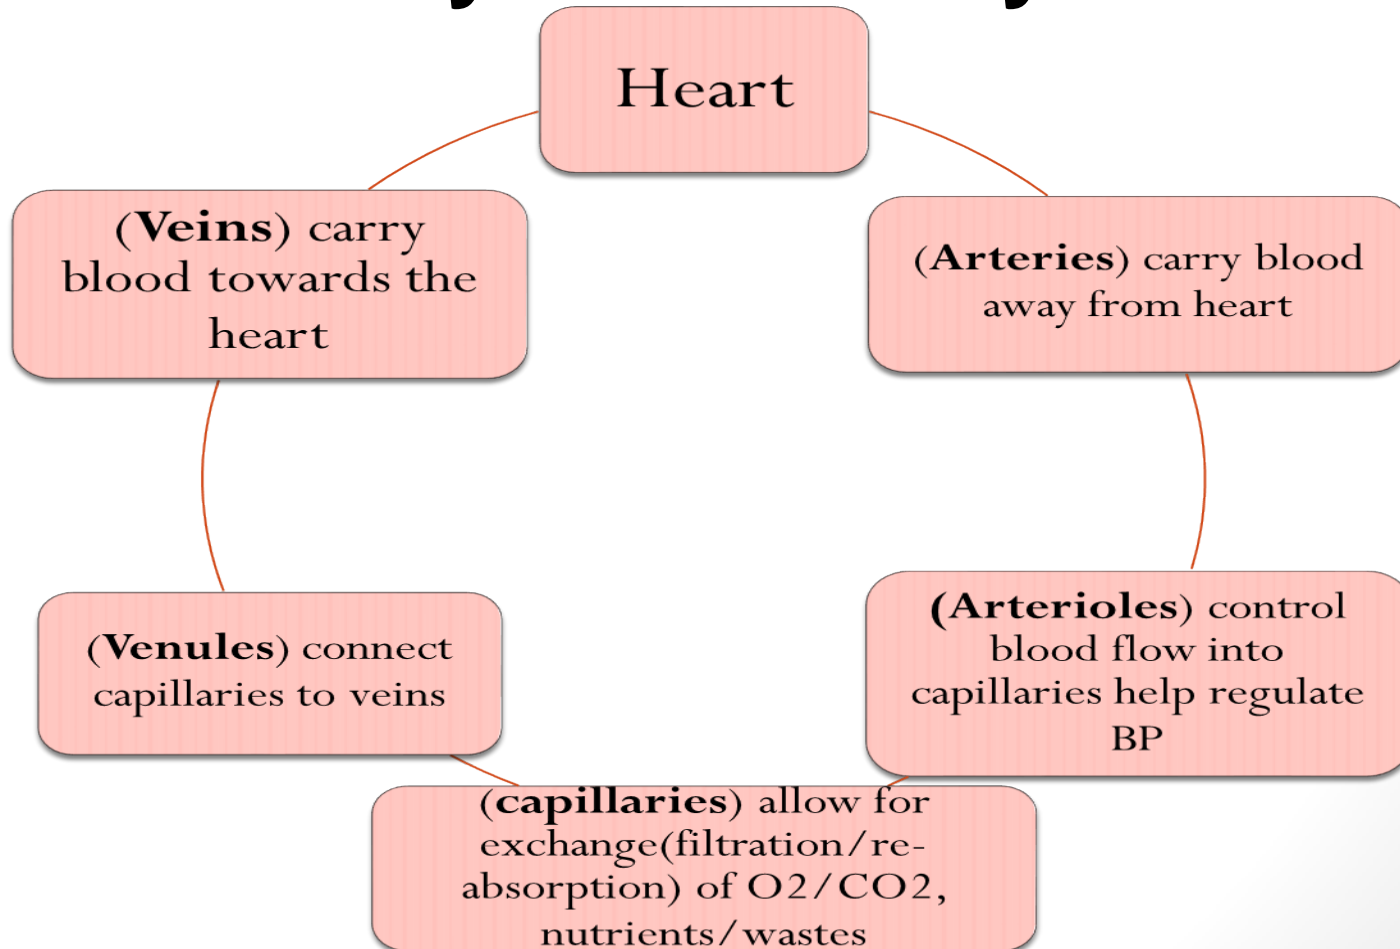 Heart
(Veins) carry
blood towards the
heart
(Arteries) carry blood
away from heart
(Venules) connect
capillaries to veins
(Arterioles) control
blood flow into
capillaries help regulate
BP
(capillaries) allow for
exchange(filtration/re-
absorption) of O2/CO2,
nutrients/wastes